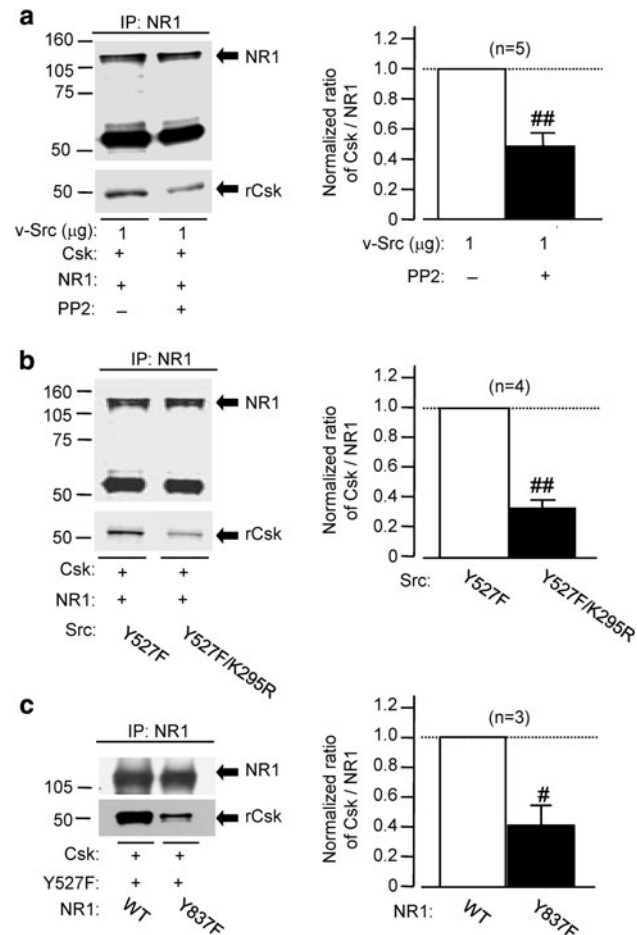 a
IP: NR1
160
105
75
50
50
NR1
rCsk
v-Src (μg): 1 1
Csk: + +
NR1: + +
PP2: – +
Normalized ratio
of Csk / NR1
1.2
1.0
0.8
0.6
0.4
0.2
0
(n=5)
##
v-Src (μg): 1 1
PP2: – +
b
IP: NR1
160
105
75
50
50
NR1
rCsk
Csk: + +
NR1: + +
Src: Y527F Y527F/K295R
Normalized ratio
of Csk / NR1
1.2
1.0
0.8
0.6
0.4
0.2
0
(n=4)
##
Src: Y527F Y527F/K295R
c
IP: NR1
105
50
NR1
rCsk
Csk: + +
Y527F: + +
NR1: WT Y837F
Normalized ratio
of Csk / NR1
1.2
1.0
0.8
0.6
0.4
0.2
0
(n=3)
#
NR1: WT Y837F